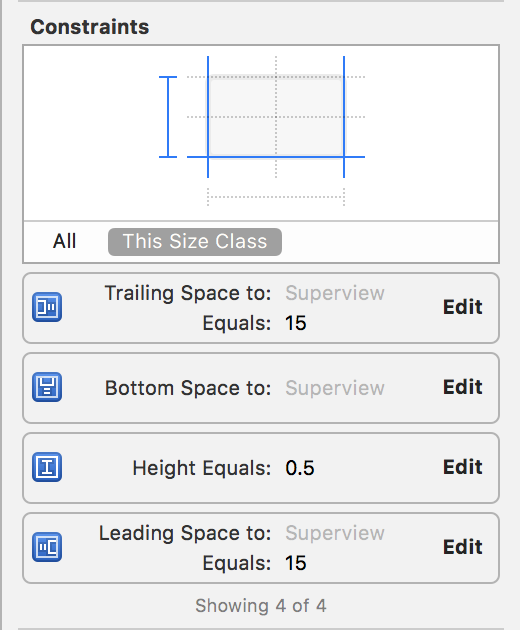 Constraints
All This Size Class
Trailing Space to: Superview Edit
Equals: 15
Bottom Space to: Superview Edit
Height Equals: 0.5 Edit
Leading Space to: Superview Edit
Equals: 15
Showing 4 of 4